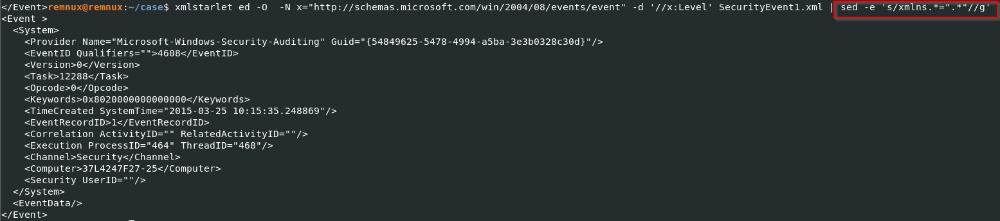 </Event>remnux@remnux:~/case$ xmlstarlet ed -O  -N x="http://schemas.microsoft.com/win/2004/08/events/event" -d '//x:Level' SecurityEvent1.xml | sed -e 's/xmlns.*=".*"//g'
<Event >
  <System>
    <Provider Name="Microsoft-Windows-Security-Auditing" Guid="{54849625-5478-4994-a5ba-3e3b0328c30d}"/>
    <EventID Qualifiers="">4608</EventID>
    <Version>0</Version>
    <Task>12288</Task>
    <Opcode>0</Opcode>
    <Keywords>0x8020000000000000</Keywords>
    <TimeCreated SystemTime="2015-03-25 10:15:35.248869"/>
    <EventRecordID>1</EventRecordID>
    <Correlation ActivityID="" RelatedActivityID=""/>
    <Execution ProcessID="464" ThreadID="468"/>
    <Channel>Security</Channel>
    <Computer>37L4247F27-25</Computer>
    <Security UserID=""/>
  </System>
  <EventData/>
</Event>